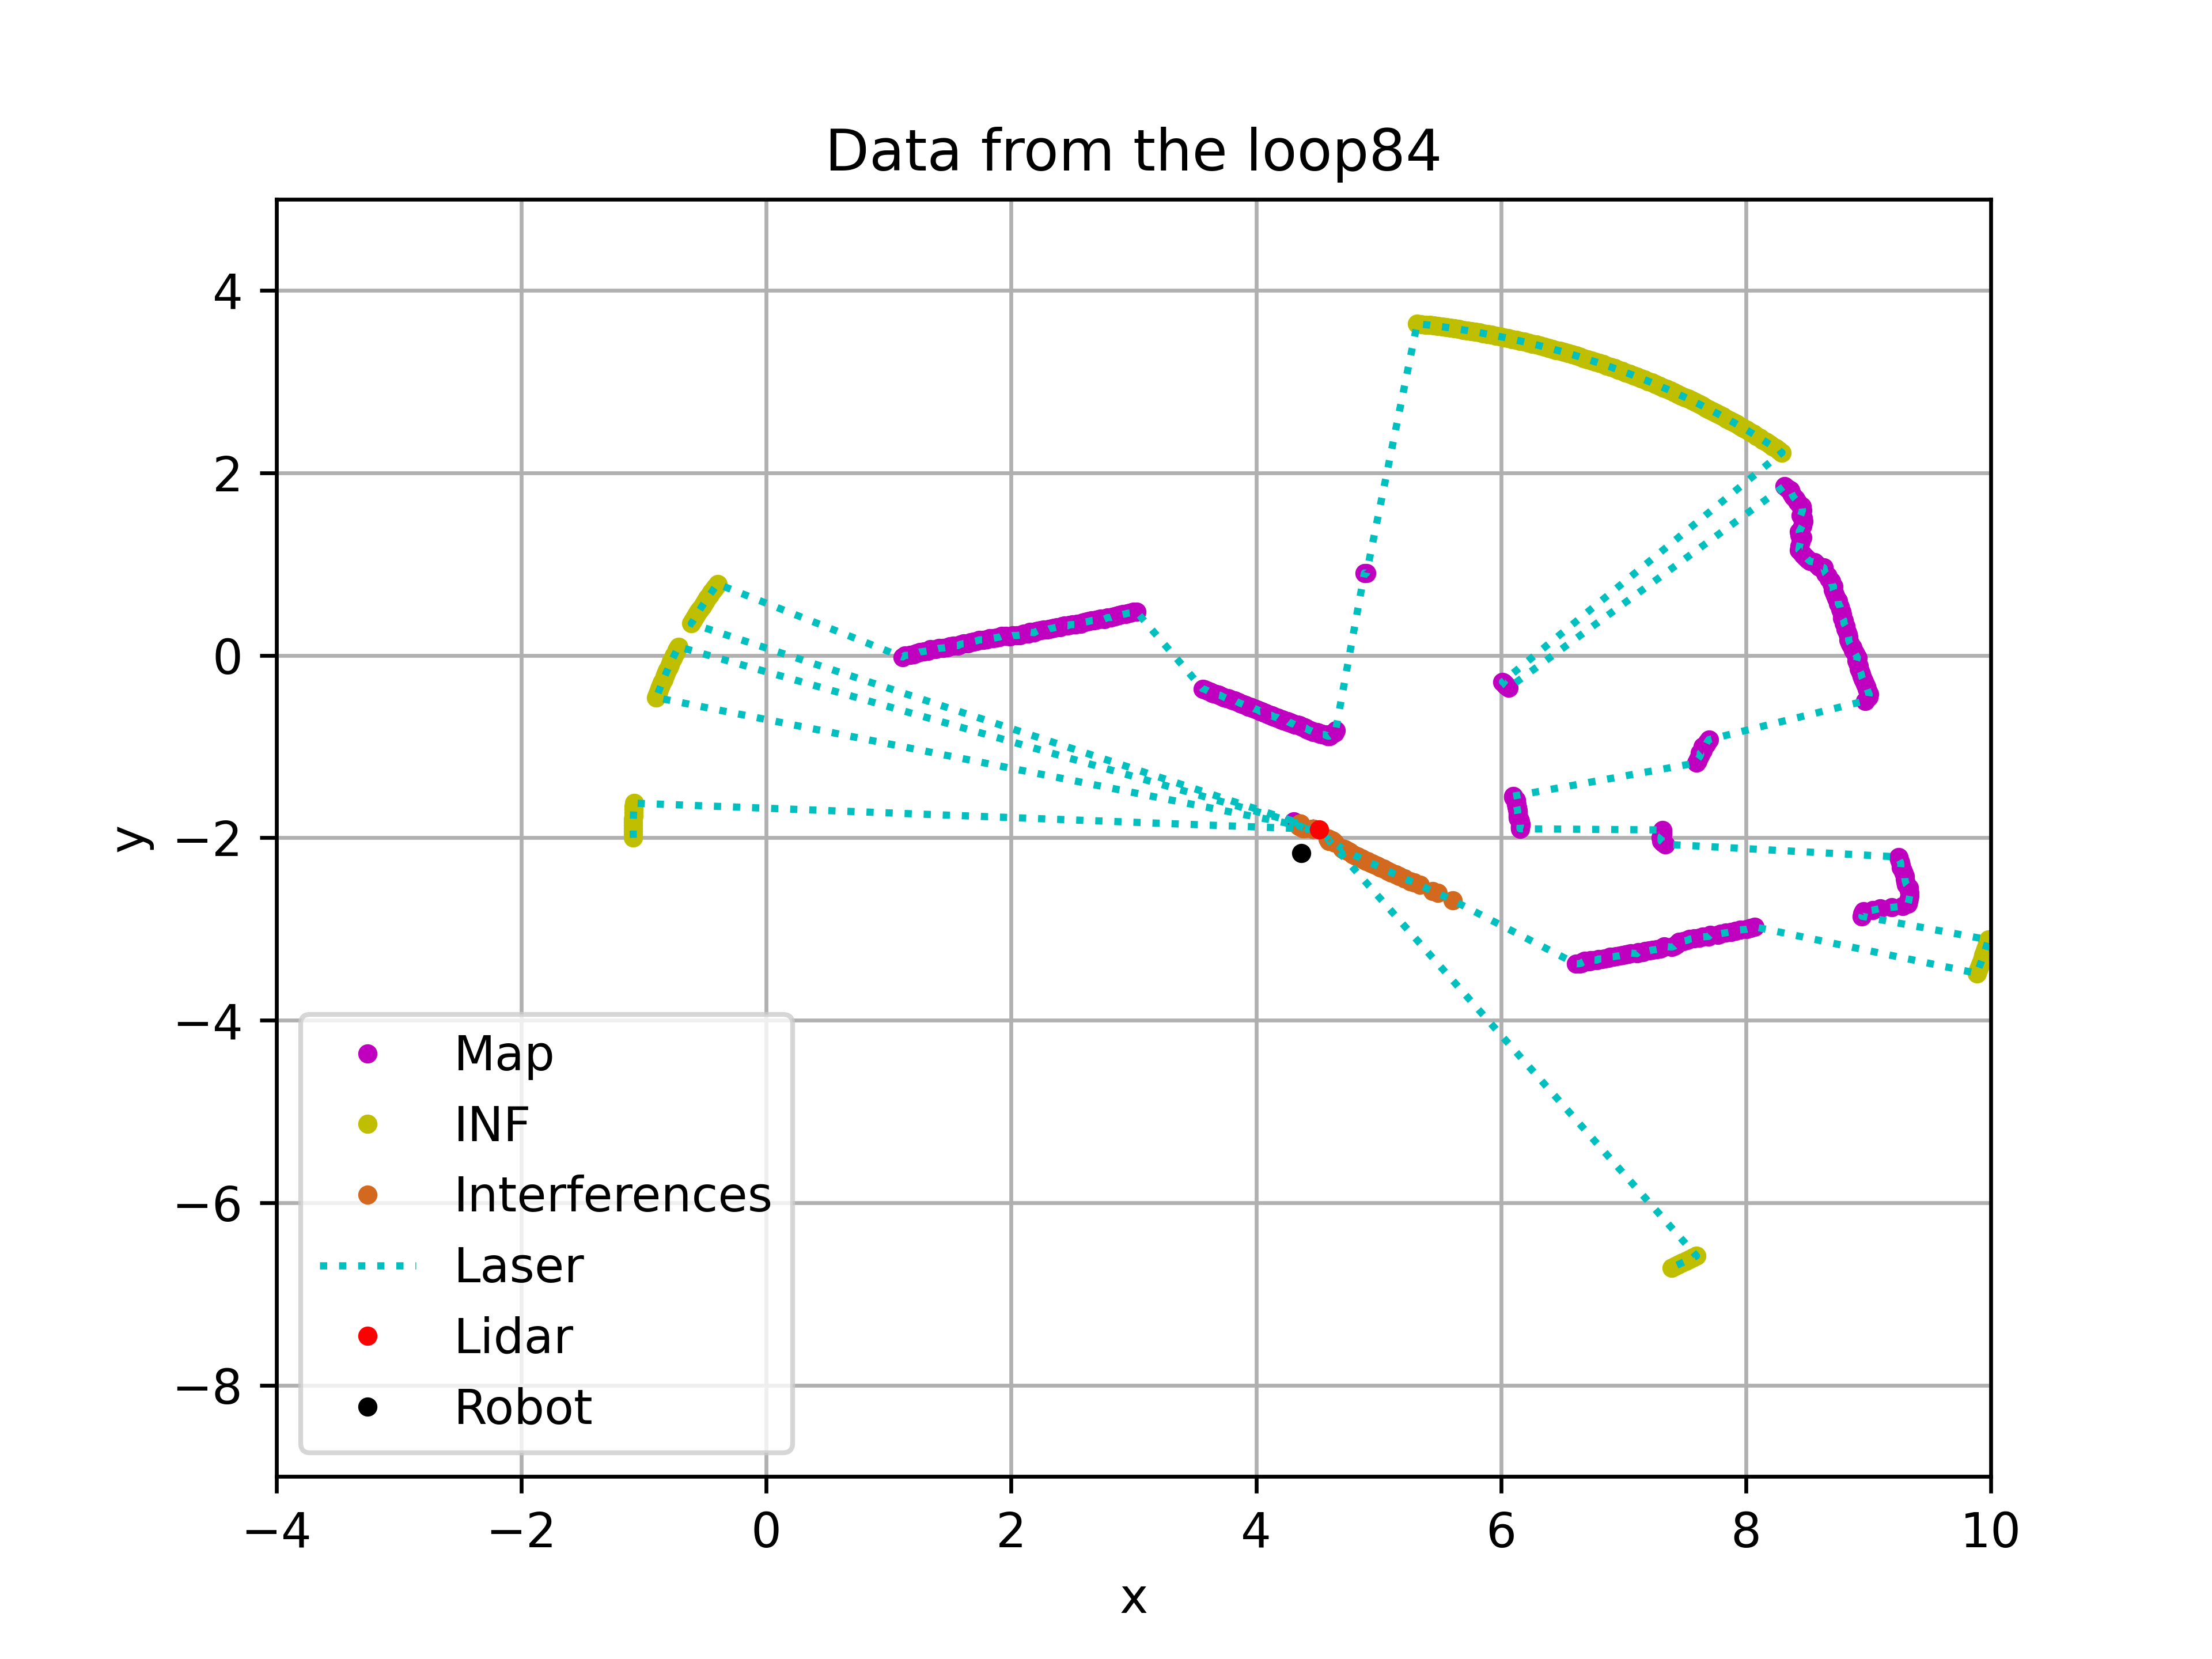 Data from the loop84
4
2
0
−2
−4
−6
−8
y
Map
INF
Interferences
Laser
Lidar
Robot
−4 −2 0 2 4 6 8 10
x